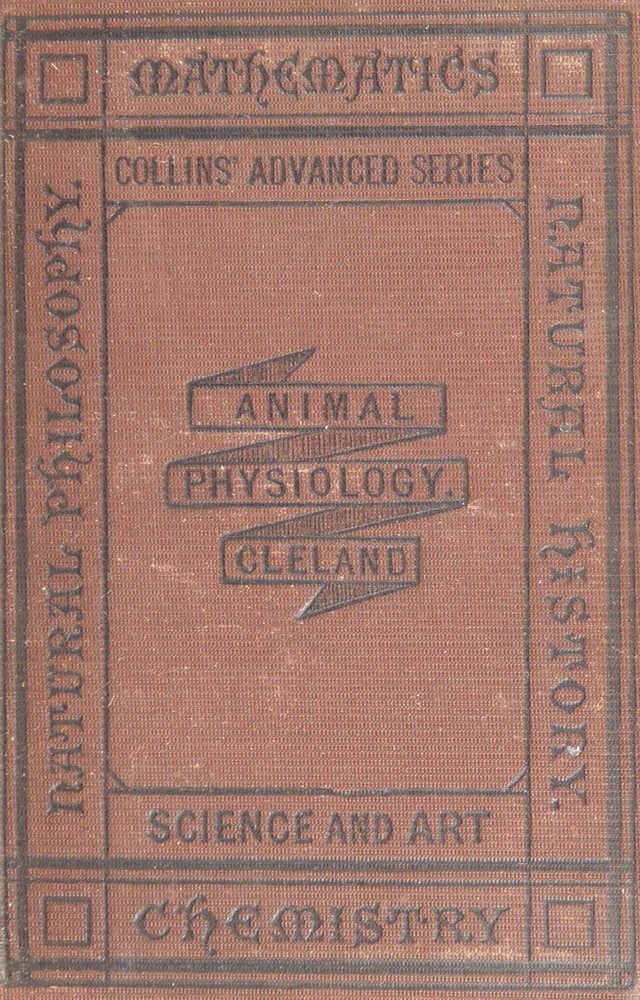 MATHEMATICS
COLLINS' ADVANCED SERIES
NATURAL PHILOSOPHY.
NATURAL HISTORY.
ANIMAL
PHYSIOLOGY.
CLELAND
SCIENCE AND ART
CHEMISTRY